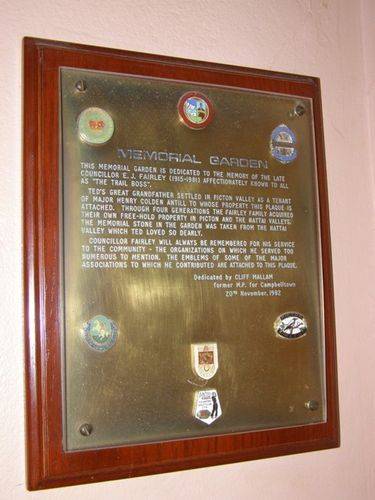 MEMORIAL GARDEN
THIS MEMORIAL GARDEN IS DEDICATED TO THE MEMORY OF THE LATE
COUNCILLOR E. J. FAIRLEY (1915-1981) AFFECTIONATELY KNOWN TO ALL
AS "THE TRAIL BOSS".
TED'S GREAT GRANDFATHER SETTLED IN PICTON VALLEY AS A TENANT
OF MAJOR HENRY COLDEN ANTILL TO WHOSE PROPERTY THIS PLAQUE IS
ATTACHED. THROUGH FOUR GENERATIONS THE FAIRLEY FAMILY ACQUIRED
THEIR OWN FREE-HOLD PROPERTY IN PICTON AND THE NATTAI VALLEYS.
THE MEMORIAL STONE IN THE GARDEN WAS TAKEN FROM THE NATTAI
VALLEY WHICH TED LOVED SO DEARLY.
COUNCILLOR FAIRLEY WILL ALWAYS BE REMEMBERED FOR HIS SERVICE
TO THE COMMUNITY - THE ORGANIZATIONS ON WHICH HE SERVED TOO
NUMEROUS TO MENTION. THE EMBLEMS OF SOME OF THE MAJOR
ASSOCIATIONS TO WHICH HE CONTRIBUTED ARE ATTACHED TO THIS PLAQUE.
Dedicated by CLIFF MALLAM
former M.P. for Campbelltown
20TH November, 1982